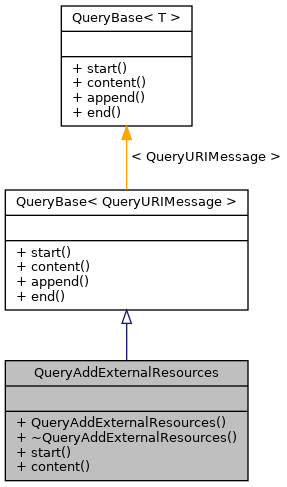 QueryBase< T >
+ start()
+ content()
+ append()
+ end()
< QueryURIMessage >
QueryBase< QueryURIMessage >
+ start()
+ content()
+ append()
+ end()
QueryAddExternalResources
+ QueryAddExternalResources()
+ ~QueryAddExternalResources()
+ start()
+ content()